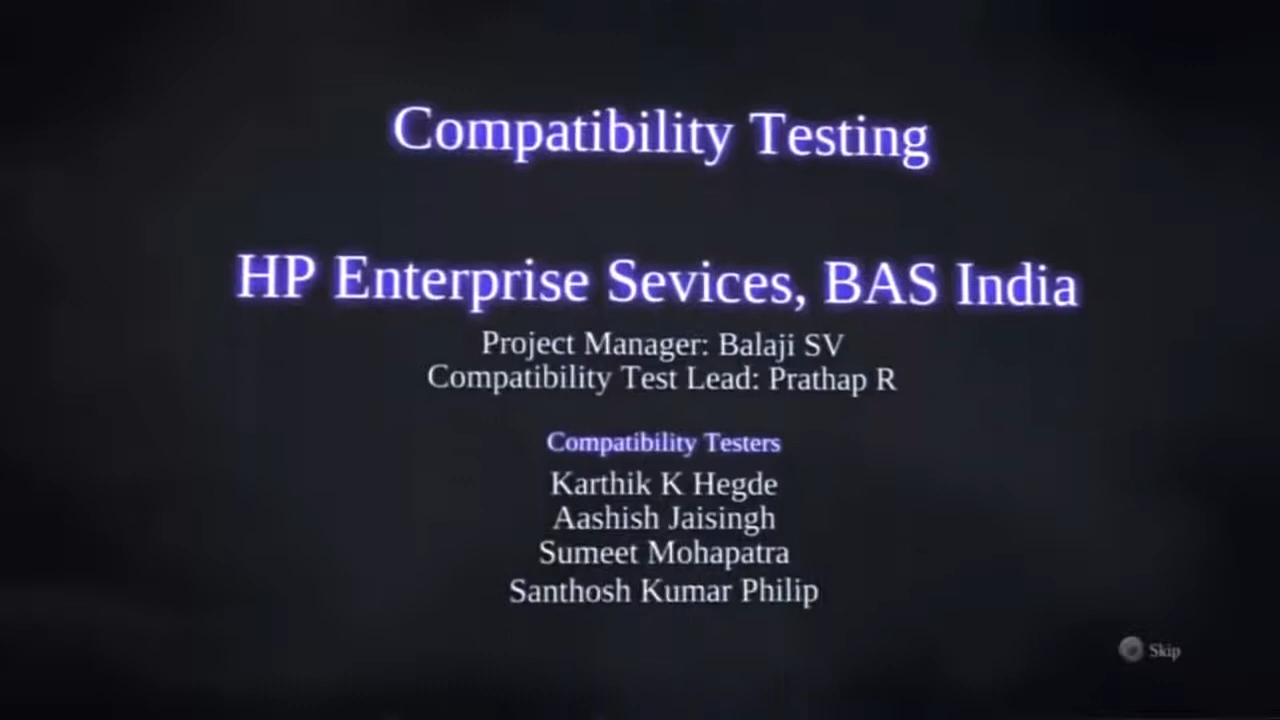 Compatibility Testing
HP Enterprise Sevices, BAS India
Project Manager: Balaji SV
Compatibility Test Lead: Prathap R
Compatibility Testers
Karthik K Hegde
Aashish Jaisingh
Sumeet Mohapatra
Santhosh Kumar Philip
Skip